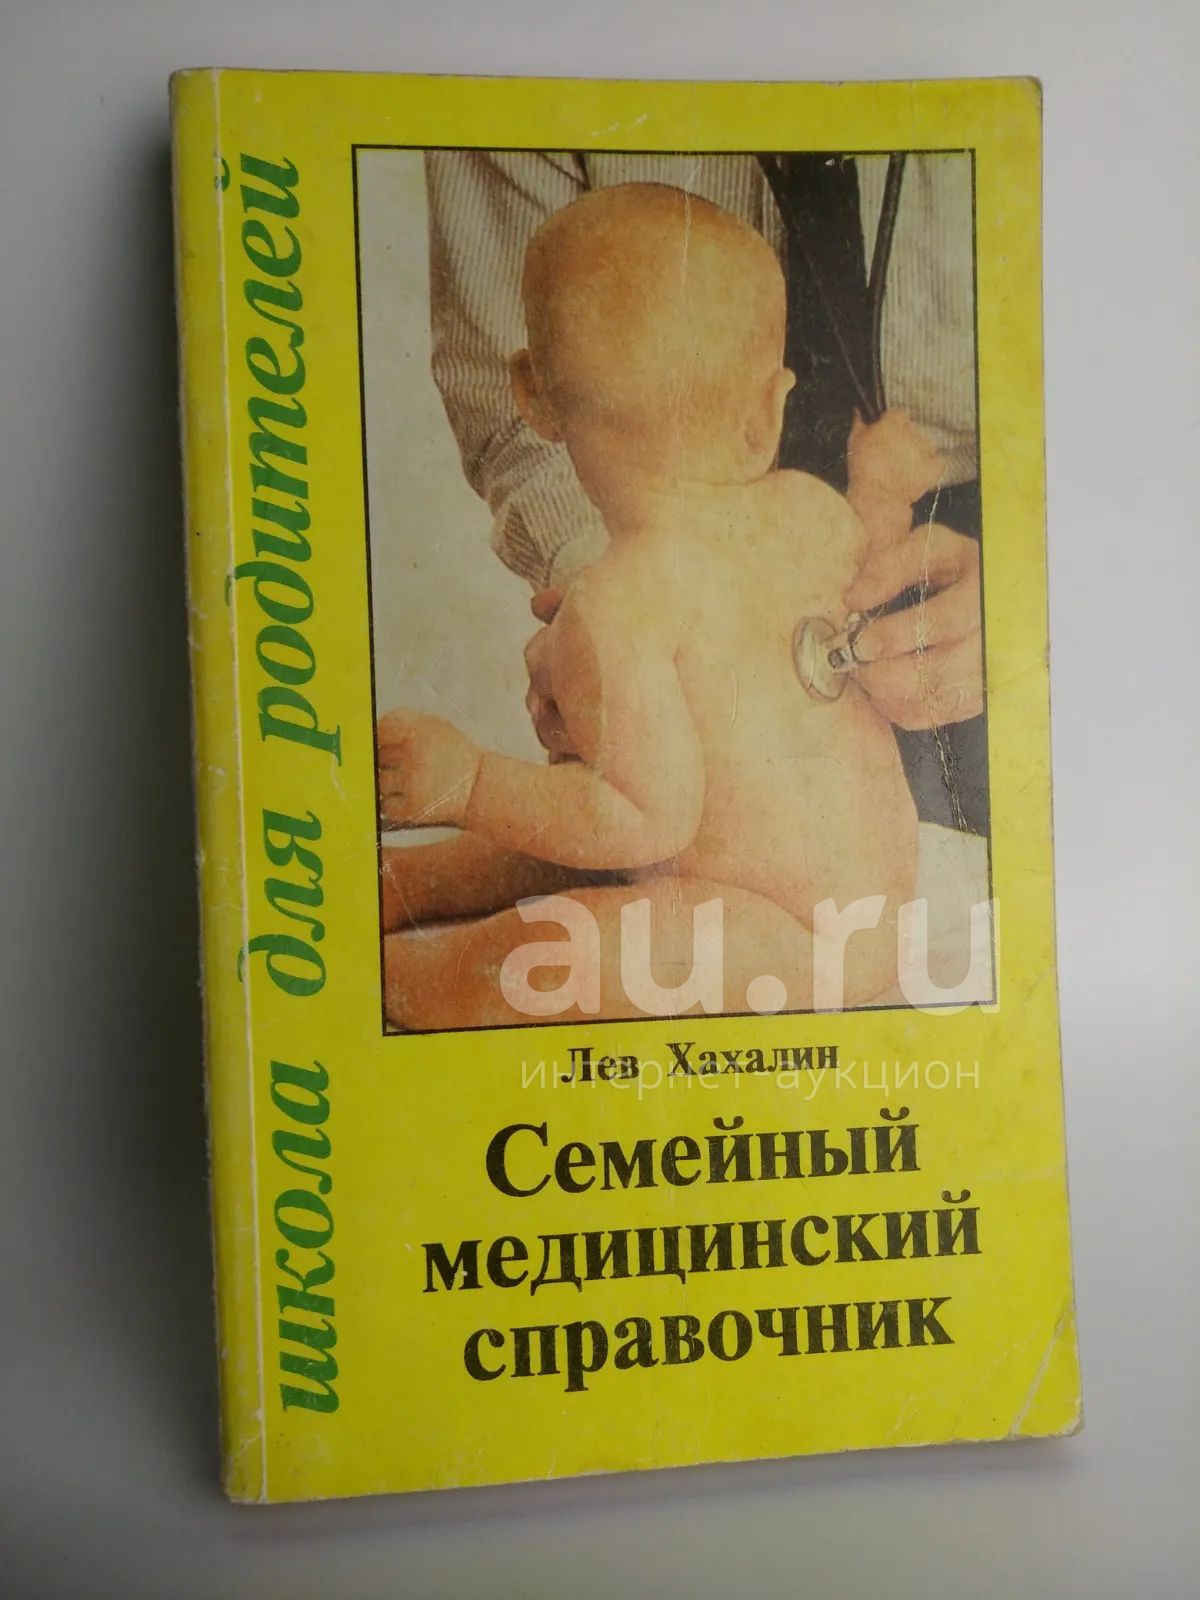 школа для родителей
au.ru
интернет-аукцион
Лев Хахалин
Семейный
медицинский
справочник